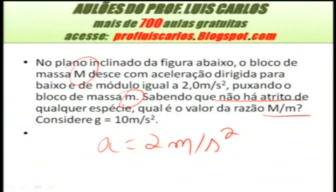 AULÕES DO PROF. LUIS CARLOS
mais de 700 aulas gratuitas
acesse: profluiscarlos.blogspot.com
No plano inclinado da figura abaixo, o bloco de
massa M desce com aceleração dirigida para
baixo e de módulo igual a 2,0m/s², puxando o
bloco de massa m. Sabendo que não há atrito de
qualquer espécie, qual é o valor da razão M/m?
Considere g = 10m/s².
a = 2 m/s²